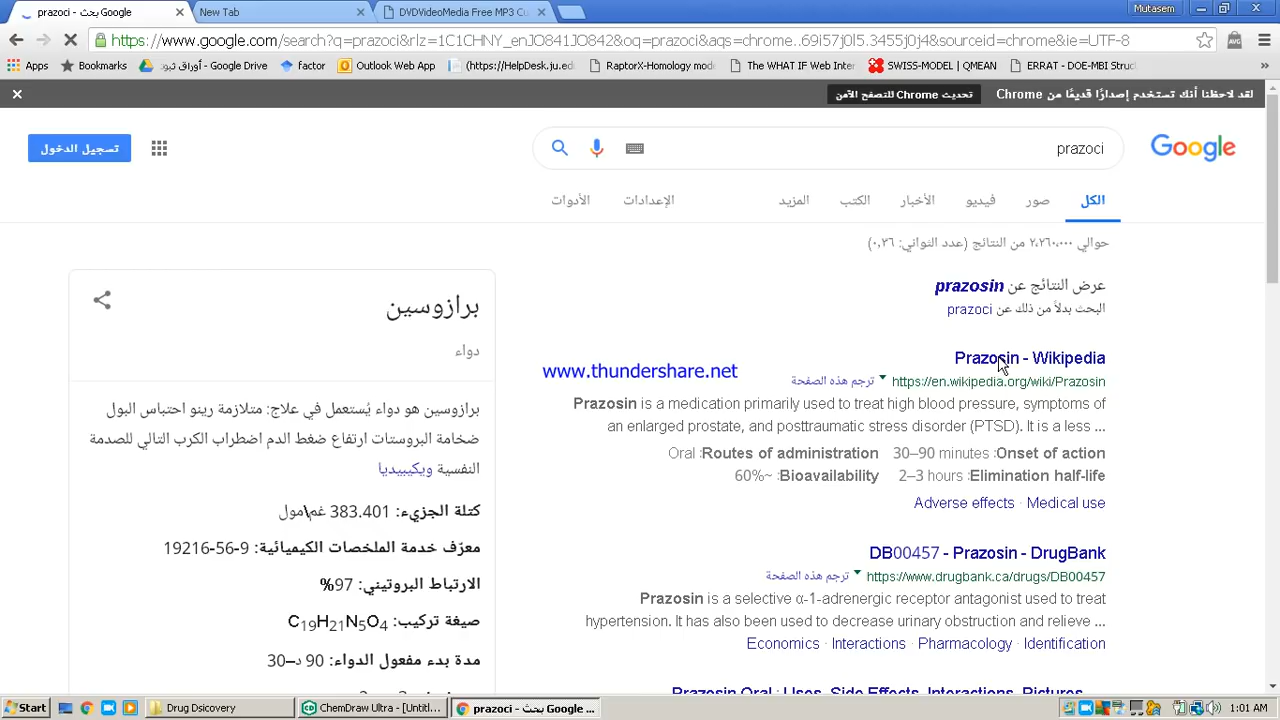 prazoci - بحث Google
New Tab
DVDVideoMedia Free MP3 Cu
Mutasem
https://www.google.com/search?q=prazoci&rlz=1C1CHNY_enJO841JO842&oq=prazoci&aqs=chrome..69i57j0l5.3455j0j4&sourceid=chrome&ie=UTF-8
Apps
Bookmarks
Google Drive - أوراق ثبو
factor
Outlook Web App
(https://HelpDesk.ju.ed
RaptorX-Homology mod
The WHAT IF Web Inter
SWISS-MODEL | QMEAN
ERRAT - DOE-MBI Struc
»
لقد لاحظنا أنك تستخدم إصدارًا قديمًا من Chrome
تحديث Chrome للتصفح الآمن
Google
prazoci
تسجيل الدخول
الكل
صور
فيديو
الأخبار
الكتب
المزيد
الإعدادات
الأدوات
حوالي ٢٬٢٦٠٬٠٠٠ من النتائج (عدد الثواني: ٠٫٣٦)
عرض النتائج عن prazosin
البحث بدلاً من ذلك عن prazoci
Prazosin - Wikipedia
https://en.wikipedia.org/wiki/Prazosin ترجم هذه الصفحة
Prazosin is a medication primarily used to treat high blood pressure, symptoms of
an enlarged prostate, and posttraumatic stress disorder (PTSD). It is a less ...
Onset of action: 30–90 minutes Routes of administration: Oral
Elimination half-life: 2–3 hours Bioavailability: ~60%
Adverse effects · Medical use
DB00457 - Prazosin - DrugBank
https://www.drugbank.ca/drugs/DB00457 ترجم هذه الصفحة
Prazosin is a selective α-1-adrenergic receptor antagonist used to treat
hypertension. It has also been used to decrease urinary obstruction and relieve ...
Economics · Interactions · Pharmacology · Identification
Prazosin Oral : Uses, Side Effects, Interactions, Pictures
www.thundershare.net
برازوسين
دواء
برازوسين هو دواء يُستعمل في علاج: متلازمة رينو احتباس البول
ضخامة البروستات ارتفاع ضغط الدم اضطراب الكرب التالي للصدمة
النفسية ويكيبيديا
كتلة الجزيء: 383.401 غم\مول
معرّف خدمة الملخصات الكيميائية: 9-56-19216
الارتباط البروتيني: 97%
صيغة تركيب: C19H21N5O4
مدة بدء مفعول الدواء: 90 د–30
Start
Drug Dsicovery
ChemDraw Ultra - [Untitl...
prazoci - بحث Google ...
1:01 AM